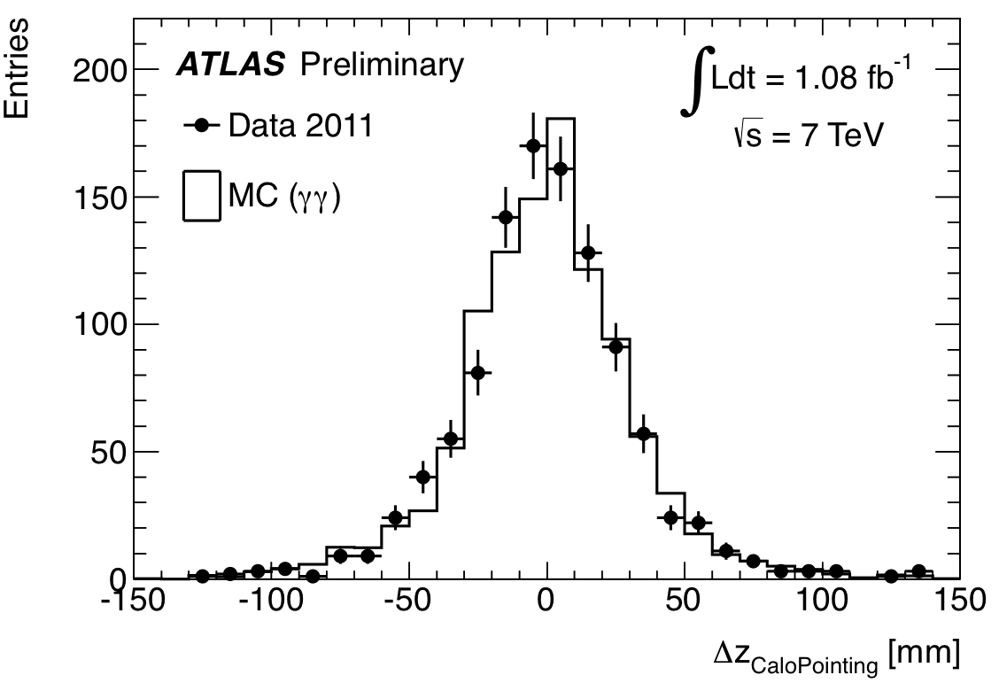 Entries
ATLAS Preliminary
Data 2011
MC (γγ)
∫Ldt = 1.08 fb⁻¹
√s = 7 TeV
200
150
100
50
0
-150 -100 -50 0 50 100 150
Δz_CaloPointing [mm]